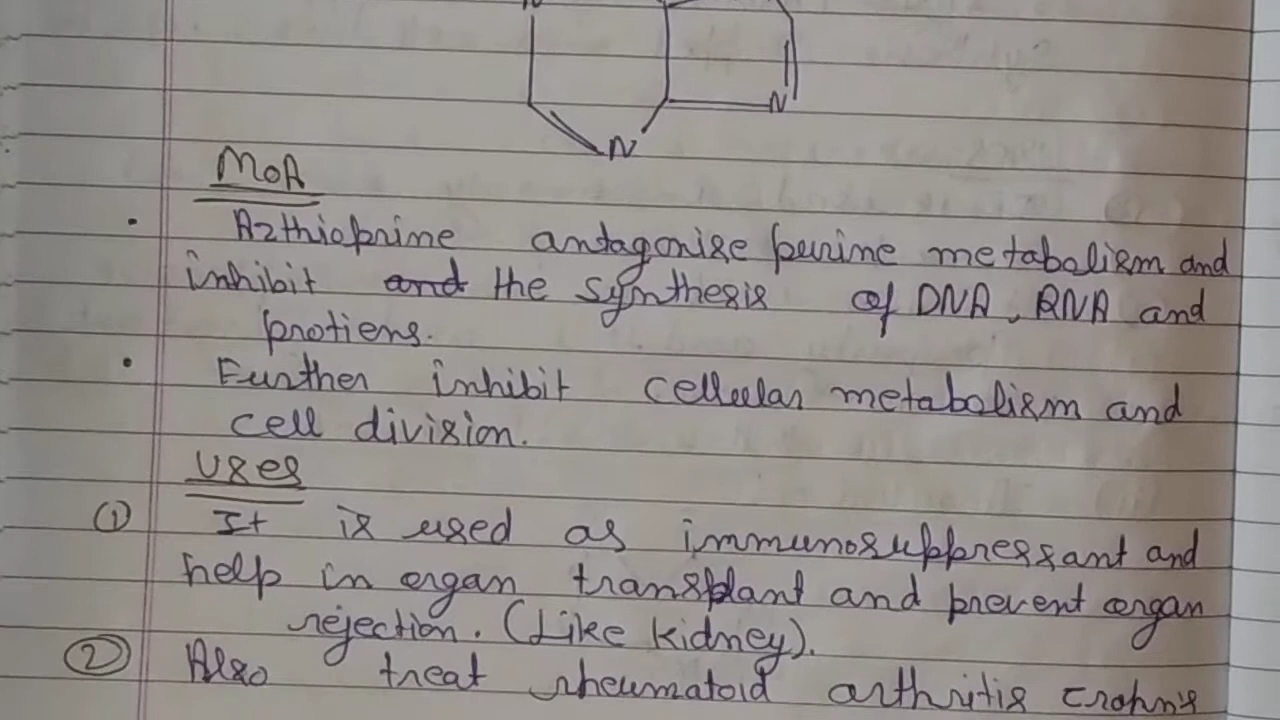 N
N
MOA
• Azthioprine antagonise purine metabolism and
inhibit and the synthesis of DNA, RNA and
protiens.
• Further inhibit cellular metabolism and
cell division.
Uses
① It is used as immunosuppressant and
help in organ transplant and prevent organ
rejection. (Like kidney).
② Also treat rheumatoid arthritis crohn's